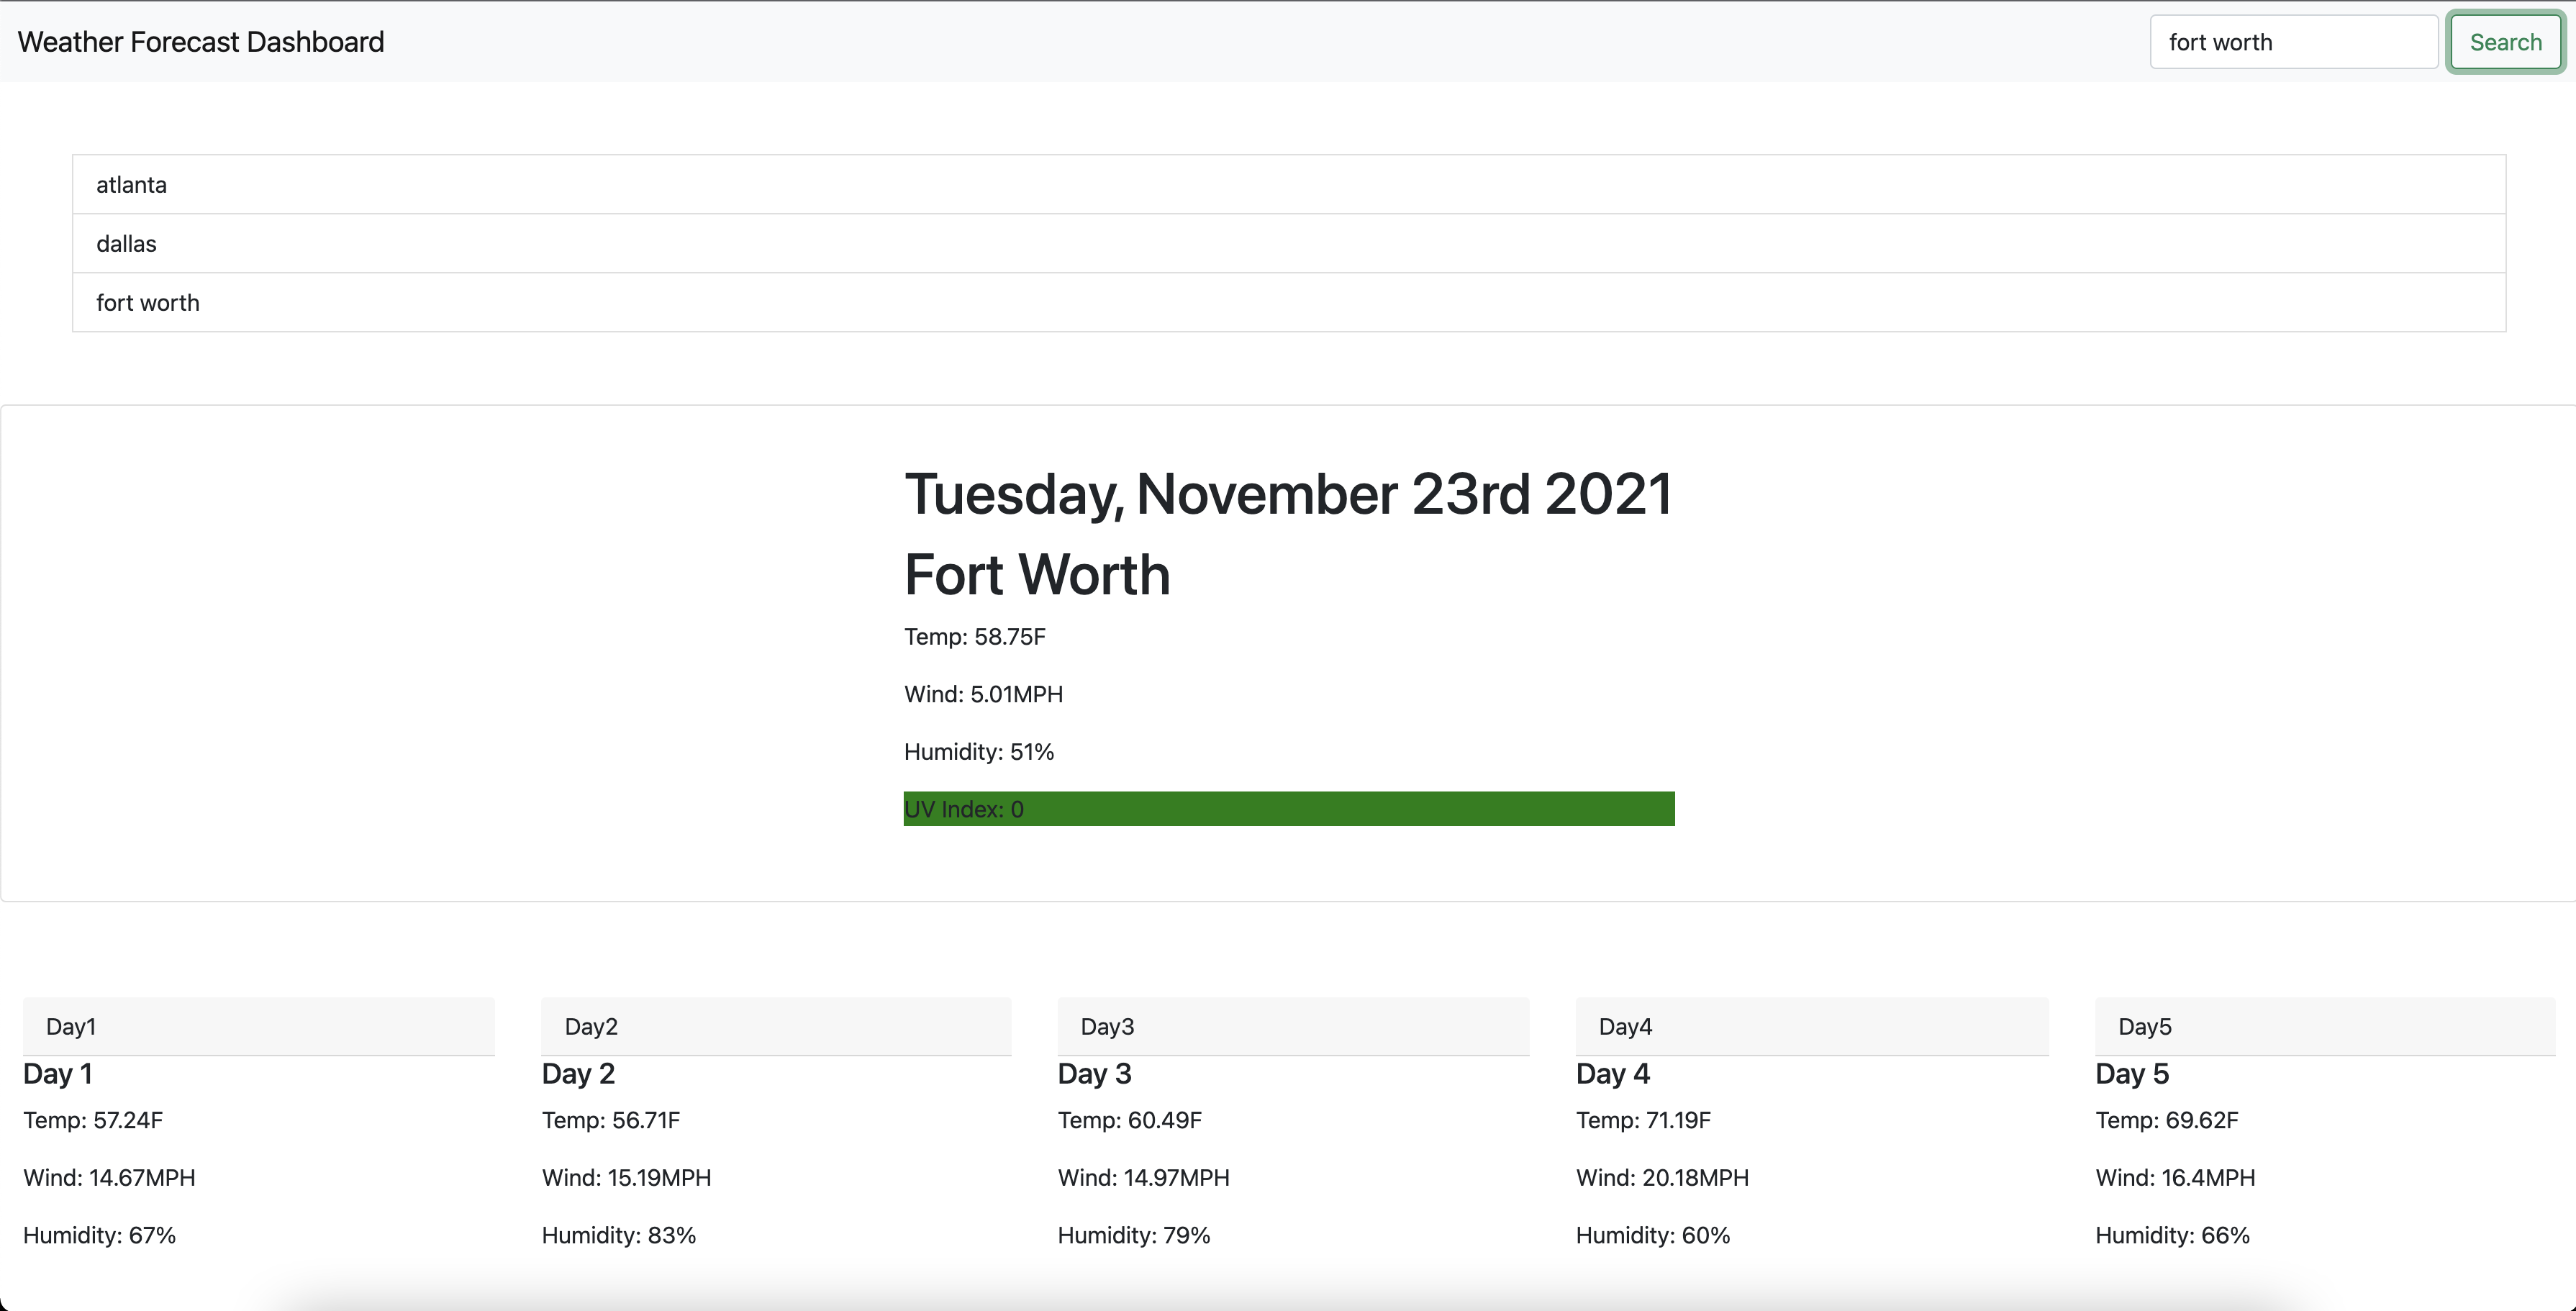 Weather Forecast Dashboard
fort worth
Search
atlanta
dallas
fort worth
Tuesday, November 23rd 2021
Fort Worth
Temp: 58.75F
Wind: 5.01MPH
Humidity: 51%
UV Index: 0
Day1
Day 1
Temp: 57.24F
Wind: 14.67MPH
Humidity: 67%
Day2
Day 2
Temp: 56.71F
Wind: 15.19MPH
Humidity: 83%
Day3
Day 3
Temp: 60.49F
Wind: 14.97MPH
Humidity: 79%
Day4
Day 4
Temp: 71.19F
Wind: 20.18MPH
Humidity: 60%
Day5
Day 5
Temp: 69.62F
Wind: 16.4MPH
Humidity: 66%